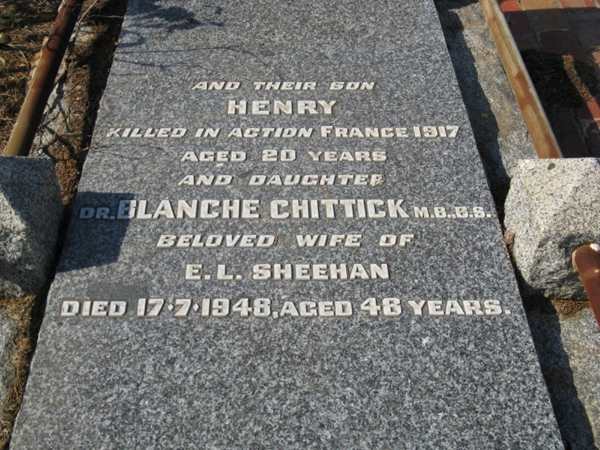 AND THEIR SON
HENRY
KILLED IN ACTION FRANCE 1917
AGED 20 YEARS
AND DAUGHTER
DR. BLANCHE CHITTICK M.B., B.S.
BELOVED WIFE OF
E.L. SHEEHAN
DIED 17·7·1948, AGED 48 YEARS.